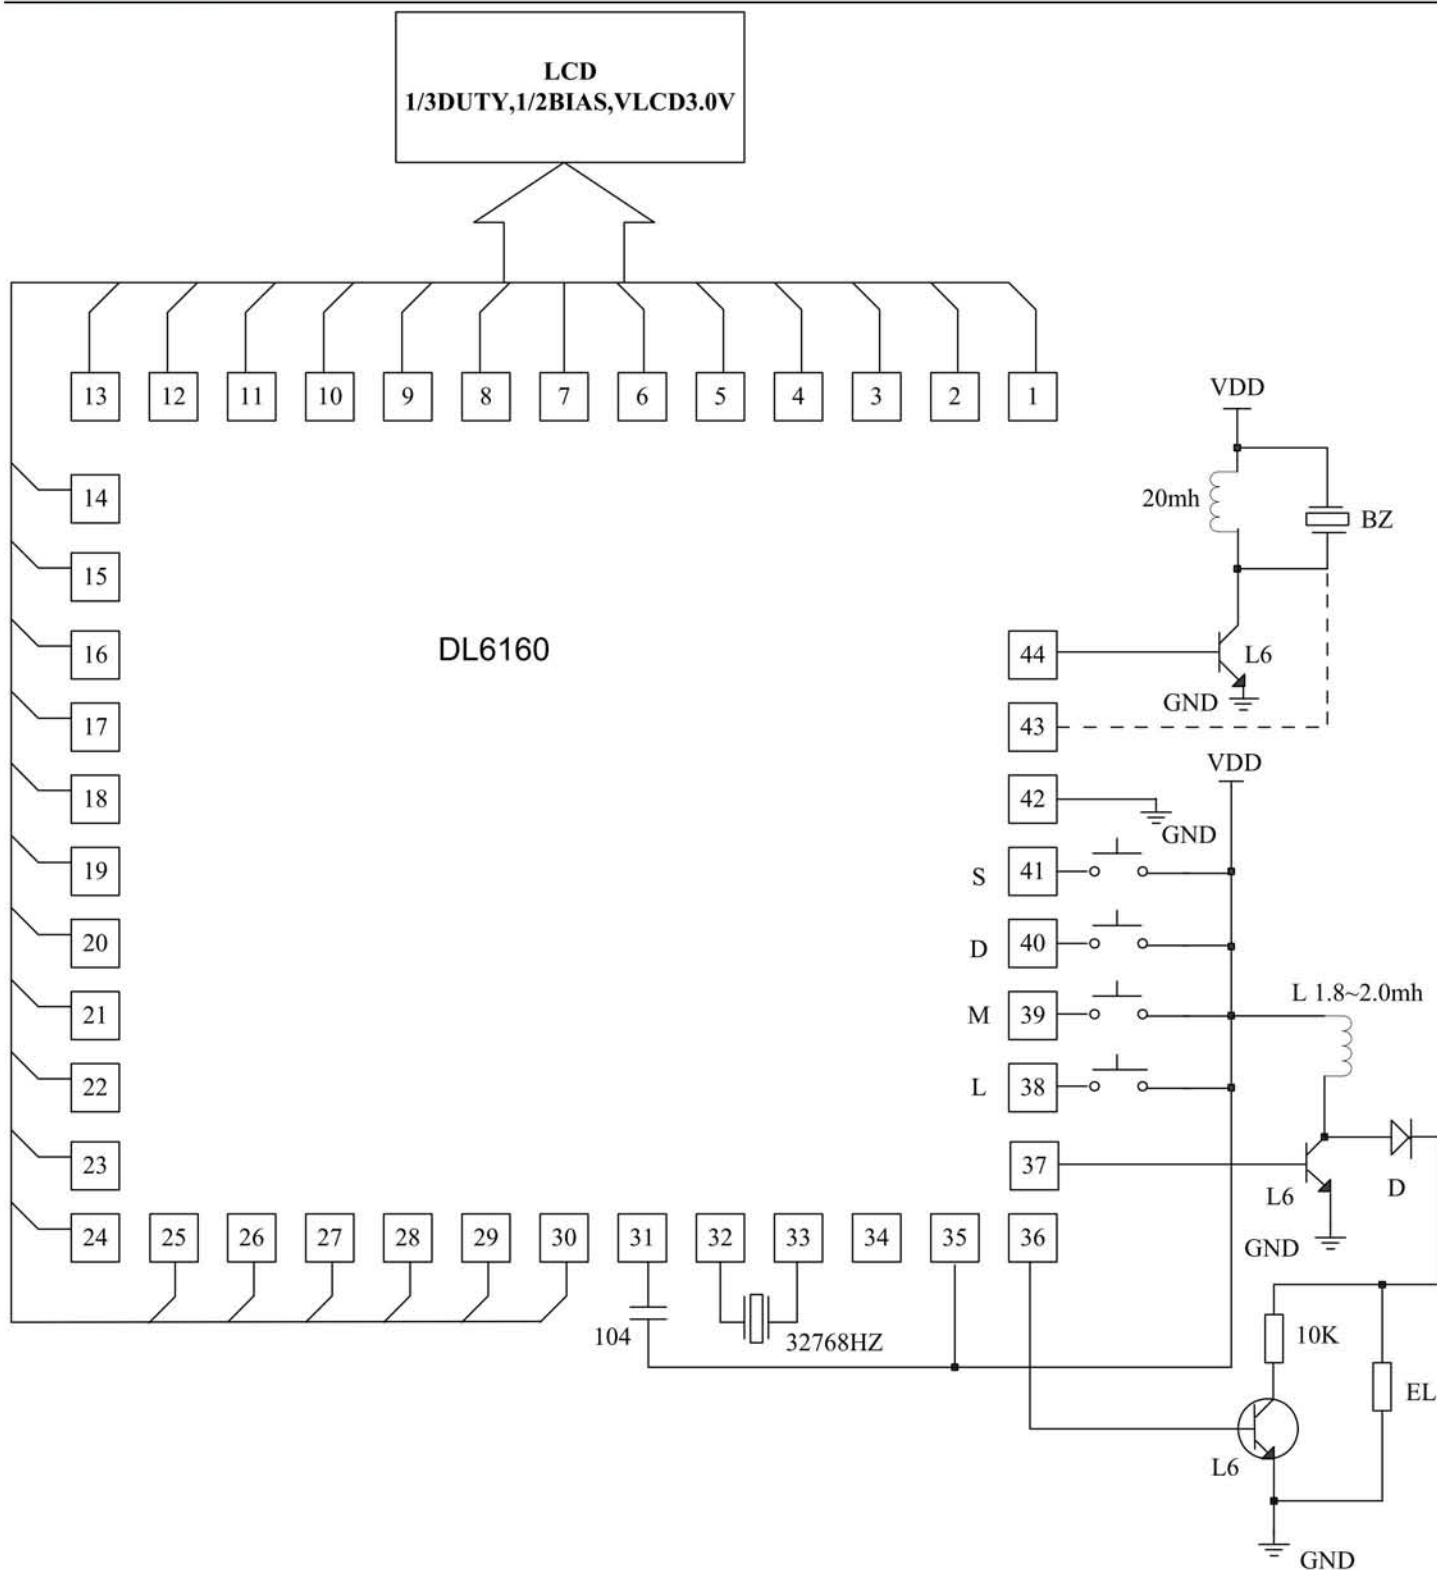 LCD
1/3DUTY,1/2BIAS,VLCD3.0V
13 12 11 10 9 8 7 6 5 4 3 2 1
VDD
14
20mh
BZ
15
DL6160
16
44
L6
GND
17
43
VDD
18
42
GND
19
S 41
20
D 40
L 1.8~2.0mh
21
M 39
22
L 38
23
37
L6
D
24 25 26 27 28 29 30 31 32 33 34 35 36
GND
104
32768HZ
10K
EL
L6
GND